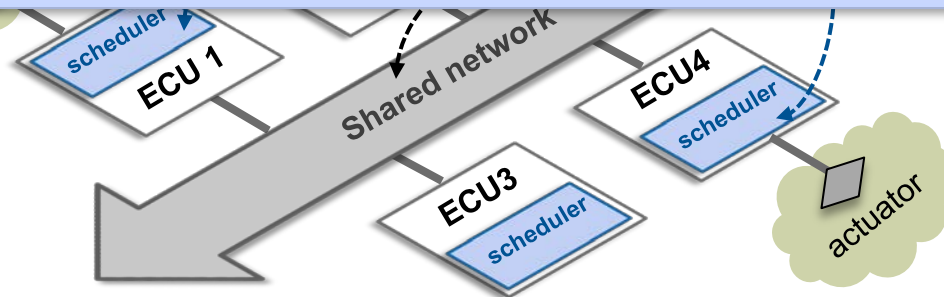 scheduler
ECU 1
Shared network
ECU4
scheduler
ECU3
scheduler
actuator